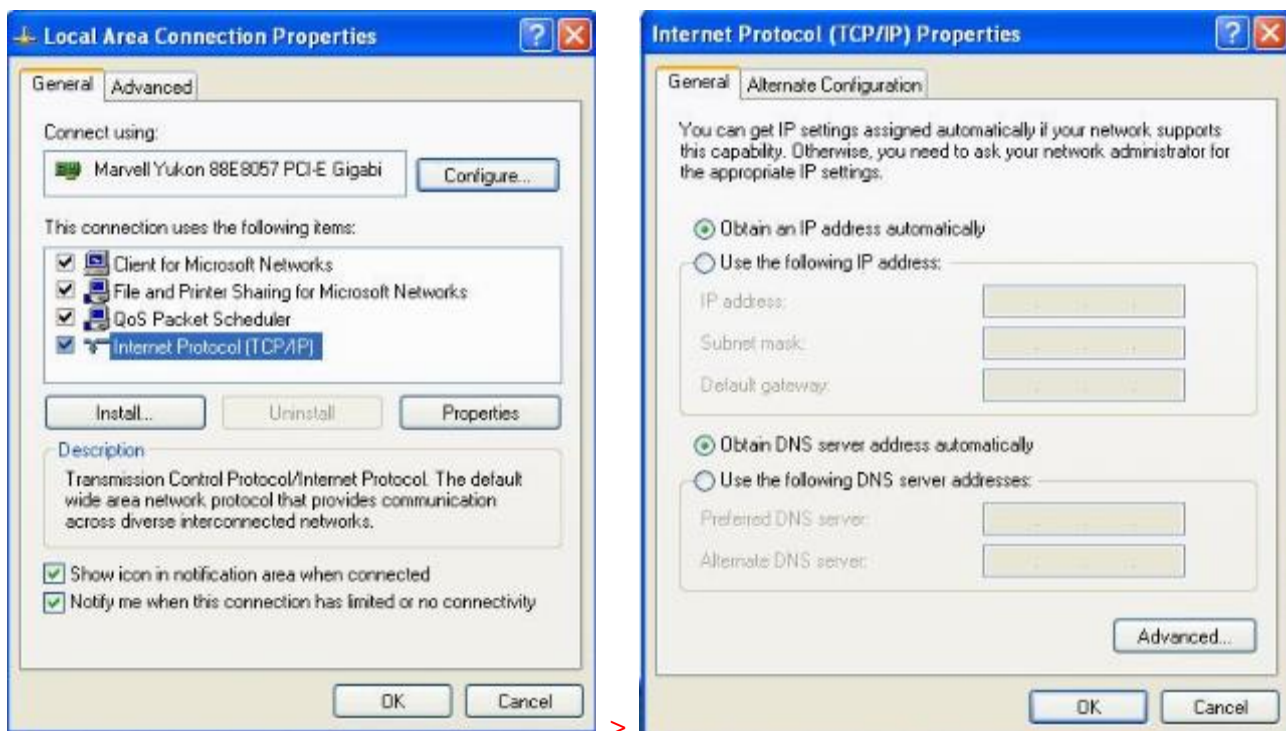 Local Area Connection Properties
General
Advanced
Connect using:
Marvell Yukon 88E8057 PCI-E Gigabi
Configure...
This connection uses the following items:
Client for Microsoft Networks
File and Printer Sharing for Microsoft Networks
QoS Packet Scheduler
Internet Protocol (TCP/IP)
Install...
Uninstall
Properties
Description
Transmission Control Protocol/Internet Protocol. The default
wide area network protocol that provides communication
across diverse interconnected networks.
Show icon in notification area when connected
Notify me when this connection has limited or no connectivity
OK
Cancel
>
Internet Protocol (TCP/IP) Properties
General
Alternate Configuration
You can get IP settings assigned automatically if your network supports
this capability. Otherwise, you need to ask your network administrator for
the appropriate IP settings.
Obtain an IP address automatically
Use the following IP address:
IP address:
Subnet mask:
Default gateway:
Obtain DNS server address automatically
Use the following DNS server addresses:
Preferred DNS server:
Alternate DNS server:
Advanced...
OK
Cancel